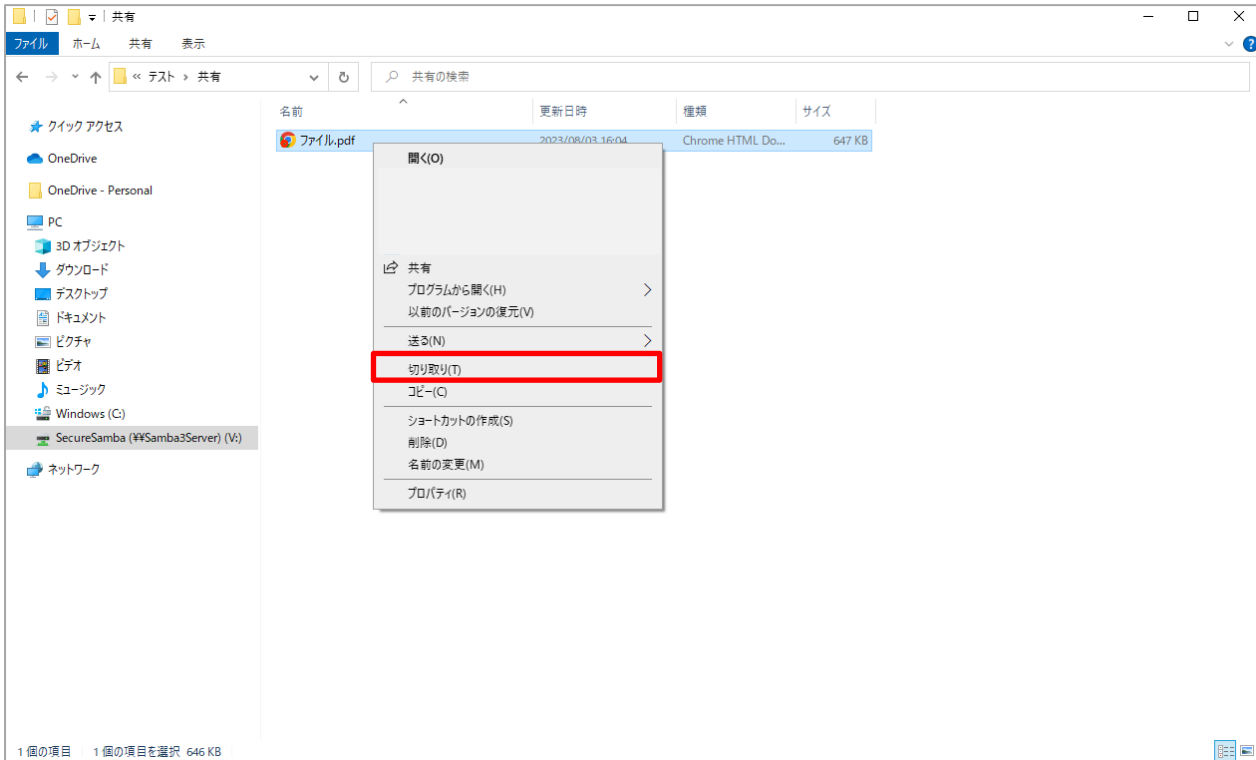 共有
ファイル ホーム 共有 表示
« テスト › 共有 共有の検索
名前 更新日時 種類 サイズ
クイック アクセス
OneDrive
OneDrive - Personal
PC
3D オブジェクト
ダウンロード
デスクトップ
ドキュメント
ピクチャ
ビデオ
ミュージック
Windows (C:)
SecureSamba (¥¥Samba3Server) (V:)
ネットワーク
ファイル.pdf 2023/08/03 16:04 Chrome HTML Do... 647 KB
開く(O)
共有
プログラムから開く(H)
以前のバージョンの復元(V)
送る(N)
切り取り(T)
コピー(C)
ショートカットの作成(S)
削除(D)
名前の変更(M)
プロパティ(R)
1 個の項目 1 個の項目を選択 646 KB